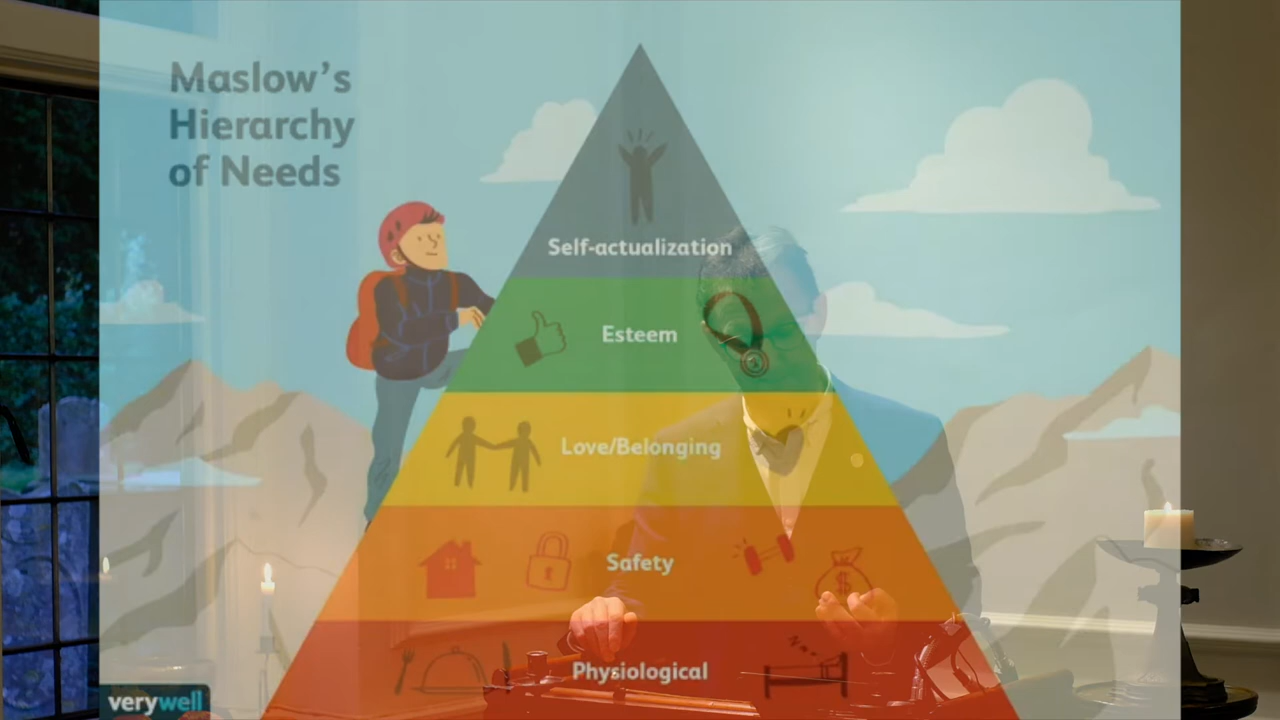 Maslow's
Hierarchy
of Needs
Self-actualization
Esteem
Love/Belonging
Safety
$
Physiological
verywell